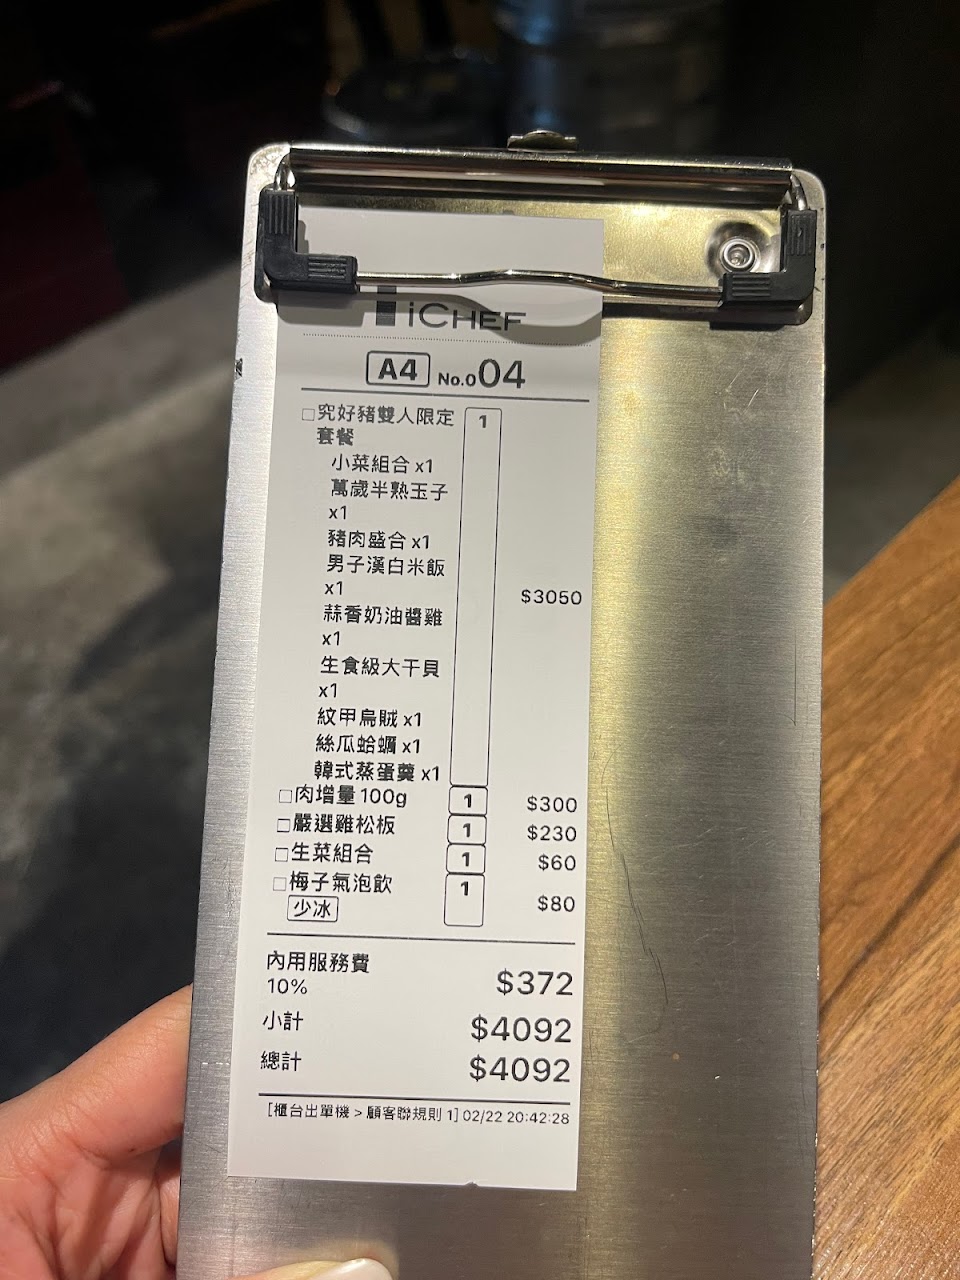 iCHEF
A4 No.004
□究好豬雙人限定 1
套餐
小菜組合 x1
萬歲半熟玉子
x1
豬肉盛合 x1
男子漢白米飯
x1
$3050
蒜香奶油醬雞
x1
生食級大干貝
x1
紋甲烏賊 x1
絲瓜蛤蠣 x1
韓式蒸蛋羹 x1
□肉增量 100g 1 $300
□嚴選雞松板 1 $230
□生菜組合 1 $60
□梅子氣泡飲 1
少冰 $80
內用服務費
10% $372
小計 $4092
總計 $4092
[櫃台出單機 > 顧客聯規則 1] 02/22 20:42:28